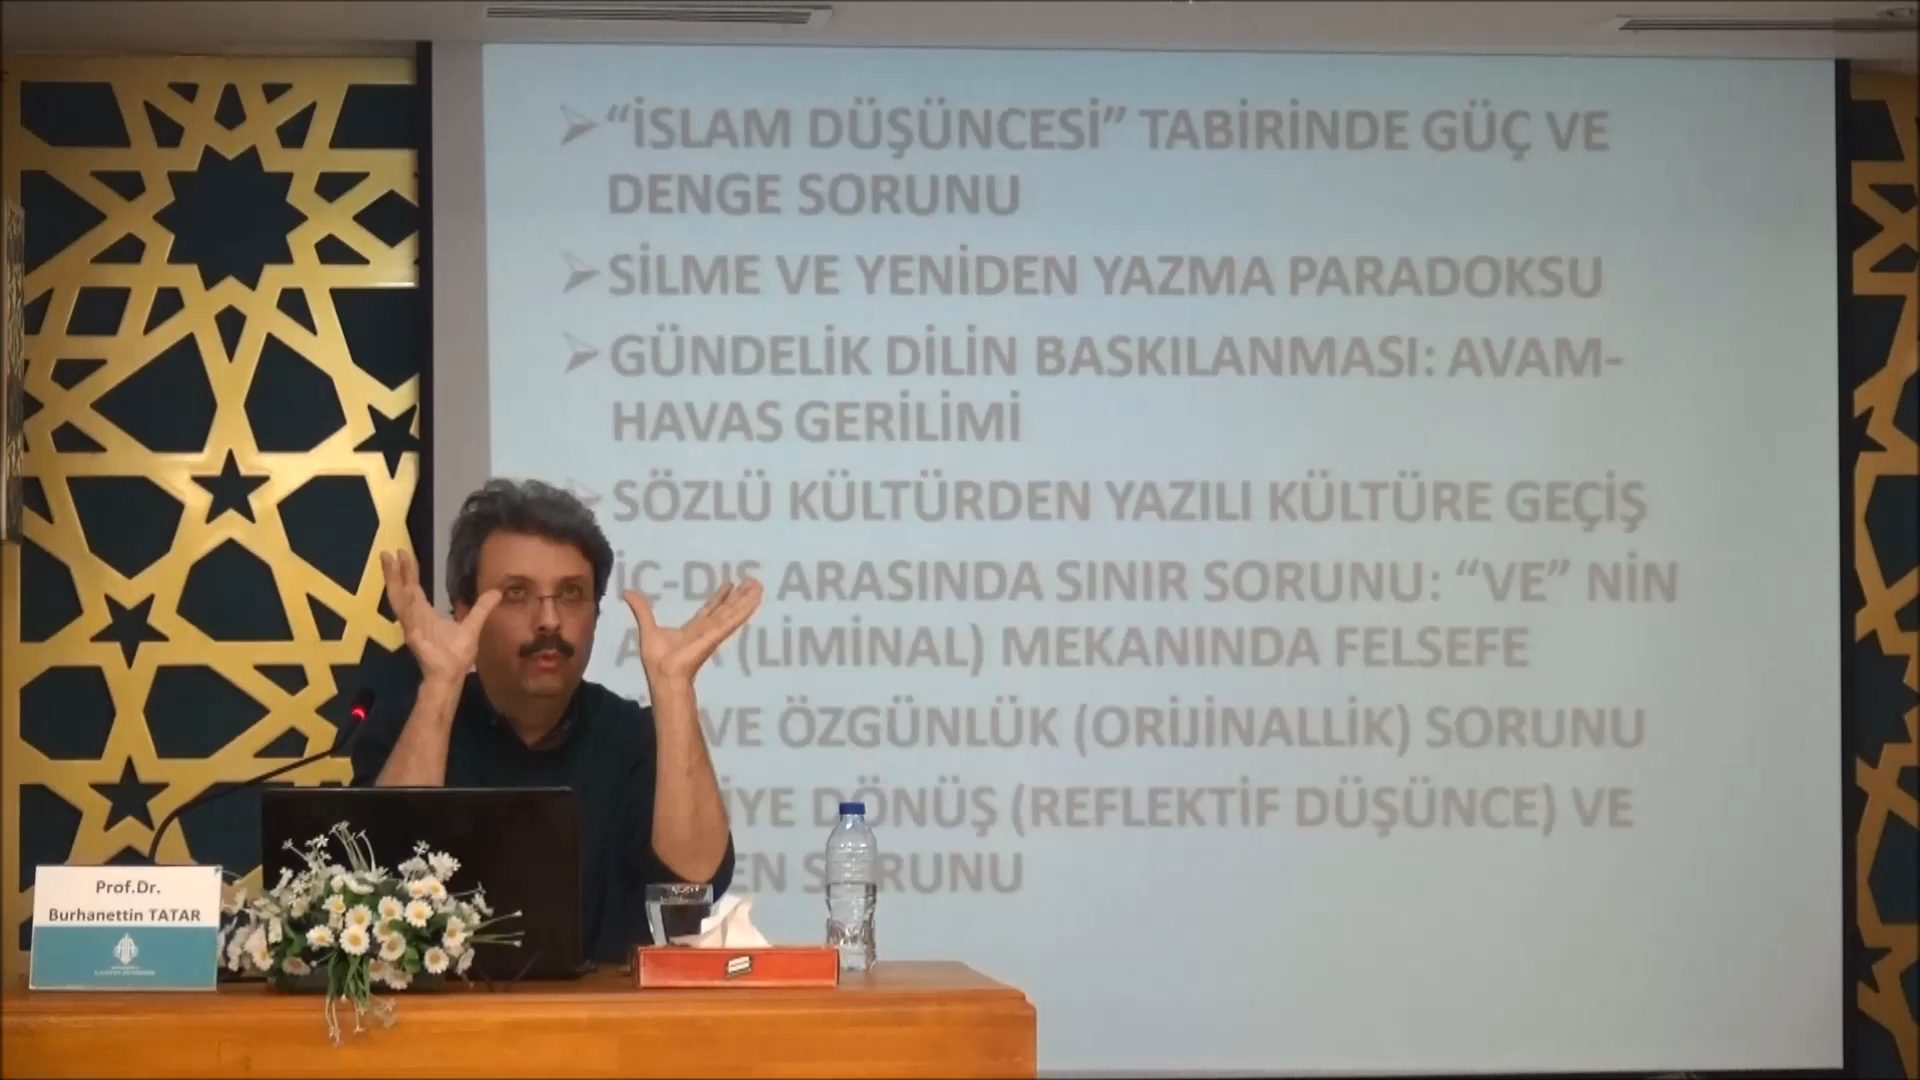 “İSLAM DÜŞÜNCESİ” TABİRİNDE GÜÇ VE
DENGE SORUNU
SİLME VE YENİDEN YAZMA PARADOKSU
GÜNDELİK DİLİN BASKILANMASI: AVAM-
HAVAS GERİLİMİ
SÖZLÜ KÜLTÜRDEN YAZILI KÜLTÜRE GEÇİŞ
İÇ-DIŞ ARASINDA SINIR SORUNU: “VE” NİN
(LİMİNAL) MEKANINDA FELSEFE
VE ÖZGÜNLÜK (ORİJİNALLİK) SORUNU
DÖNÜŞ (REFLEKTİF DÜŞÜNCE) VE
SORUNU
Prof.Dr.
Burhanettin TATAR